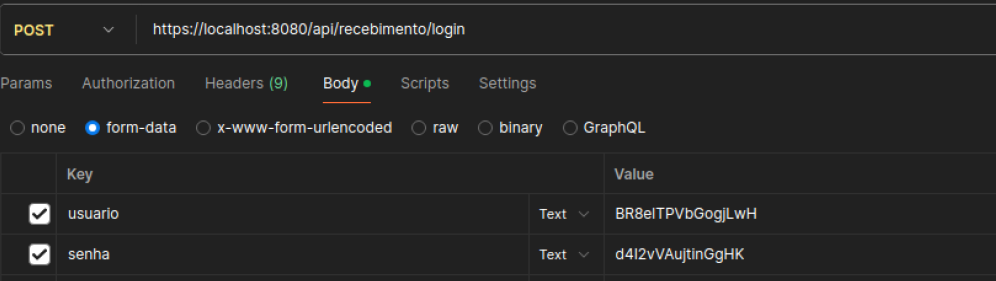 POST https://localhost:8080/api/recebimento/login
Params Authorization Headers (9) Body Scripts Settings
none form-data x-www-form-urlencoded raw binary GraphQL
Key Value
usuario Text BR8elTPVbGogjLwH
senha Text d4I2vVAujtinGgHK